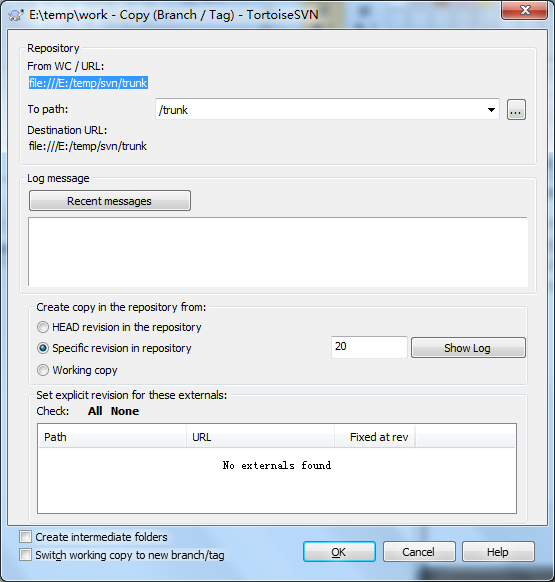 E:\temp\work - Copy (Branch / Tag) - TortoiseSVN
Repository
From WC / URL:
file:///E:/temp/svn/trunk
To path:
/trunk
...
Destination URL:
file:///E:/temp/svn/trunk
Log message
Recent messages
Create copy in the repository from:
HEAD revision in the repository
Specific revision in repository
20
Show Log
Working copy
Set explicit revision for these externals:
Check: All None
Path URL Fixed at rev
No externals found
Create intermediate folders
Switch working copy to new branch/tag
OK Cancel Help